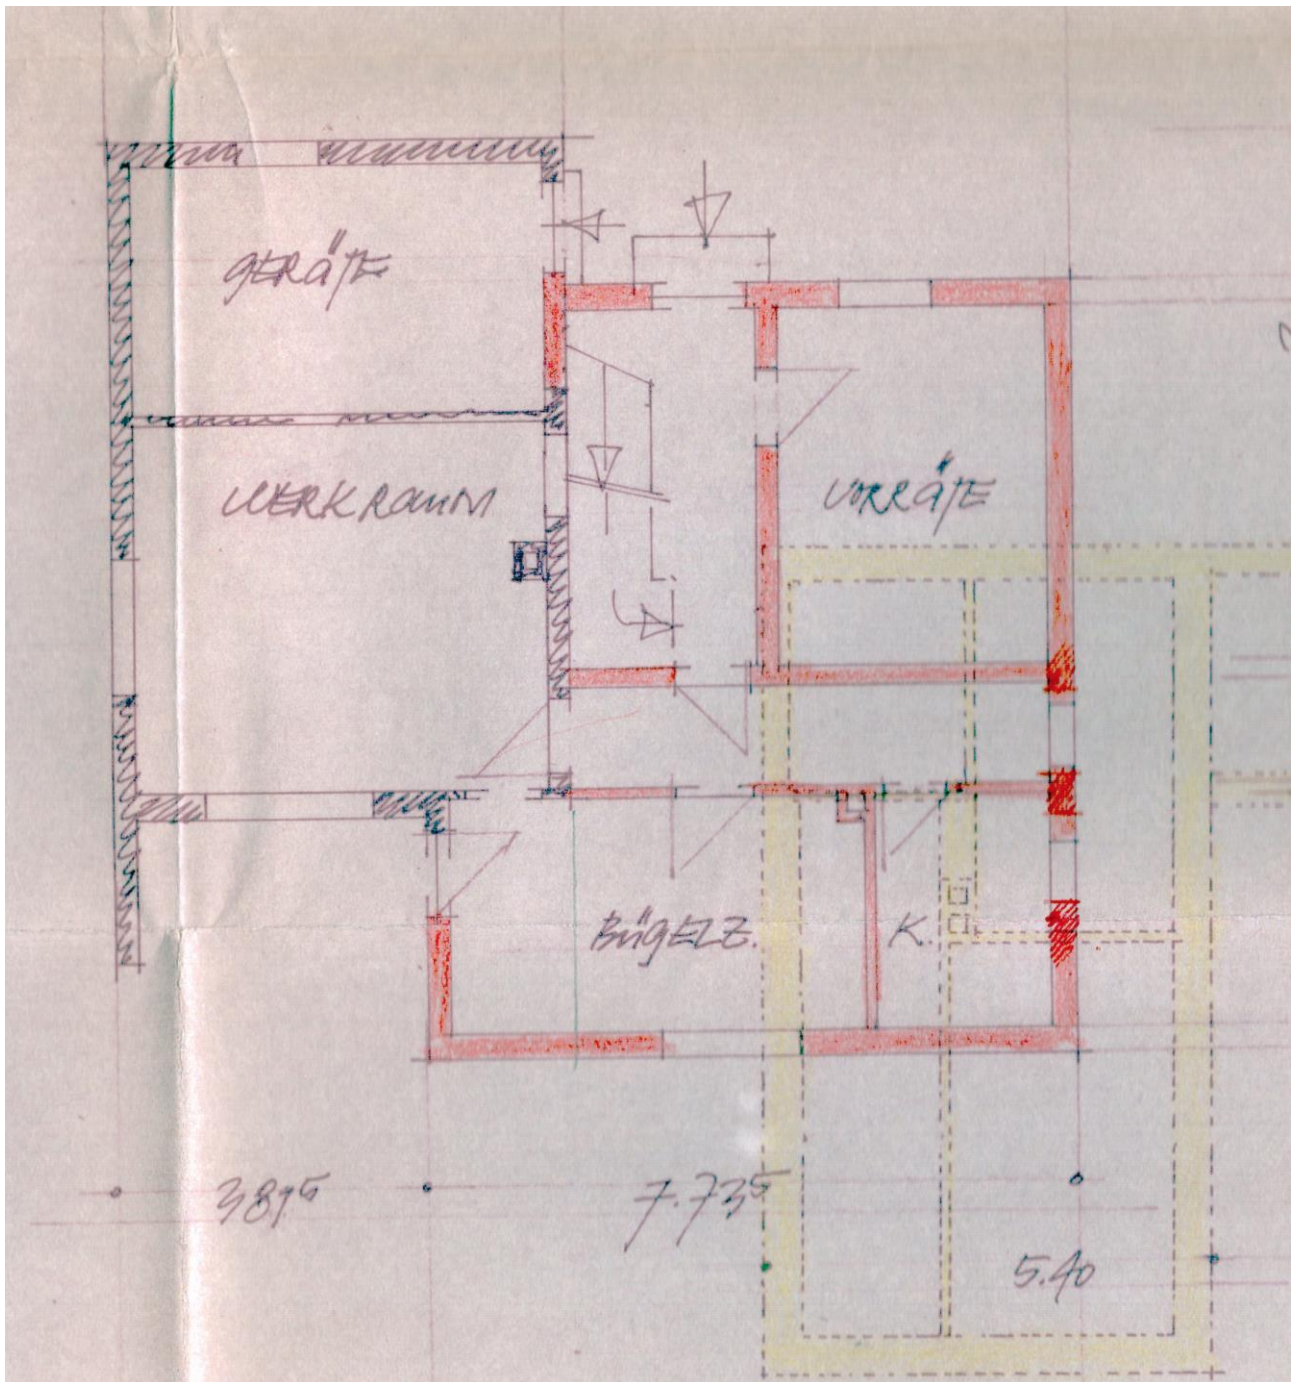 GERÄTE
WERKRAUM
VORRÄTE
BÜGELZ.
K.
3.89⁵
7.73⁵
5.40